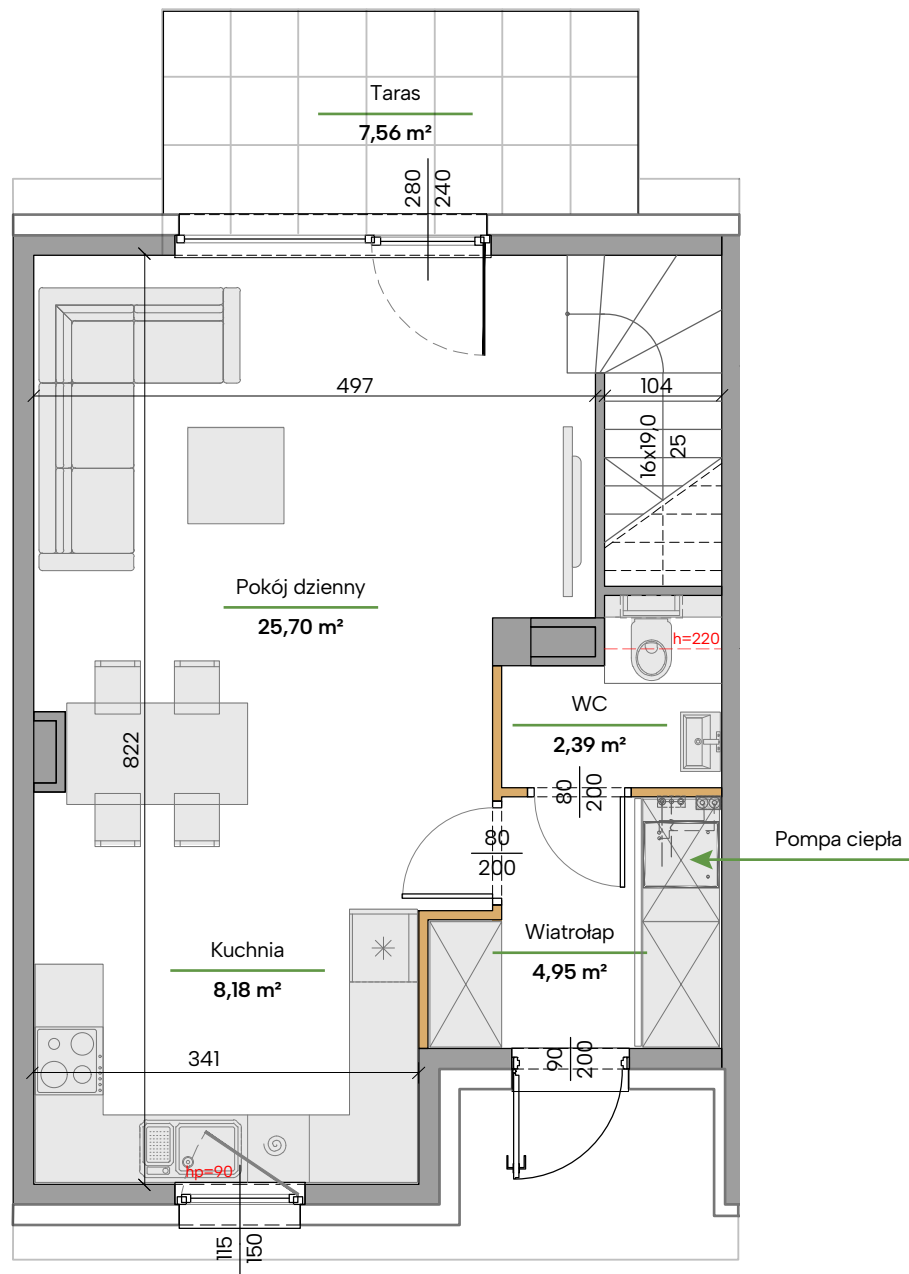 Taras
7,56 m²
280
240
497
104
16x19,0
25
Pokój dzienny
25,70 m²
h=220
WC
2,39 m²
822
80
200
80
200
Pompa ciepła
Wiatrołap
4,95 m²
Kuchnia
8,18 m²
341
90
200
hp=90
115
150